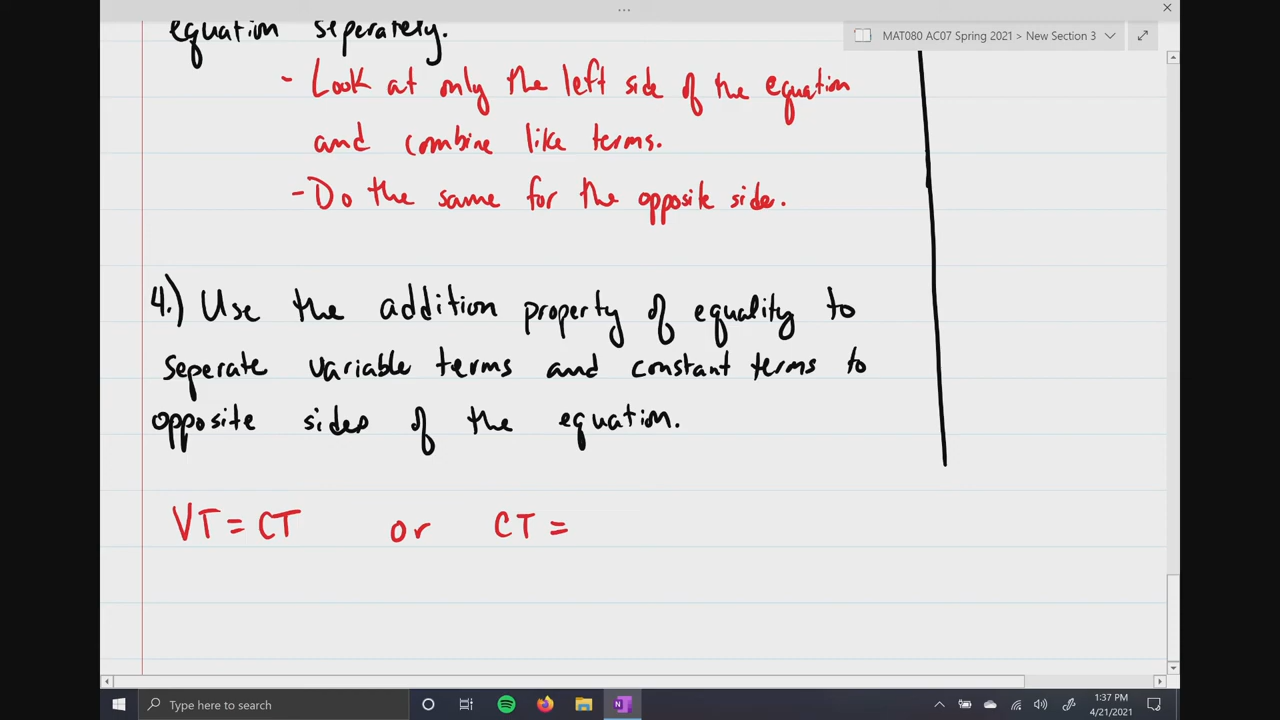 equation seperately.
MAT080 AC07 Spring 2021 > New Section 3
- Look at only the left side of the equation
and combine like terms.
- Do the same for the opposite side.
4.) Use the addition property of equality to
seperate variable terms and constant terms to
opposite sides of the equation.
VT = CT or CT =
Type here to search
1:37 PM
4/21/2021